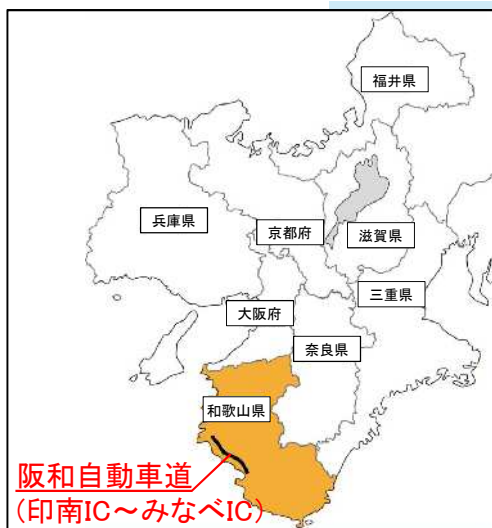 福井県
兵庫県
京都府
滋賀県
三重県
大阪府
奈良県
和歌山県
阪和自動車道
(印南IC～みなべIC)